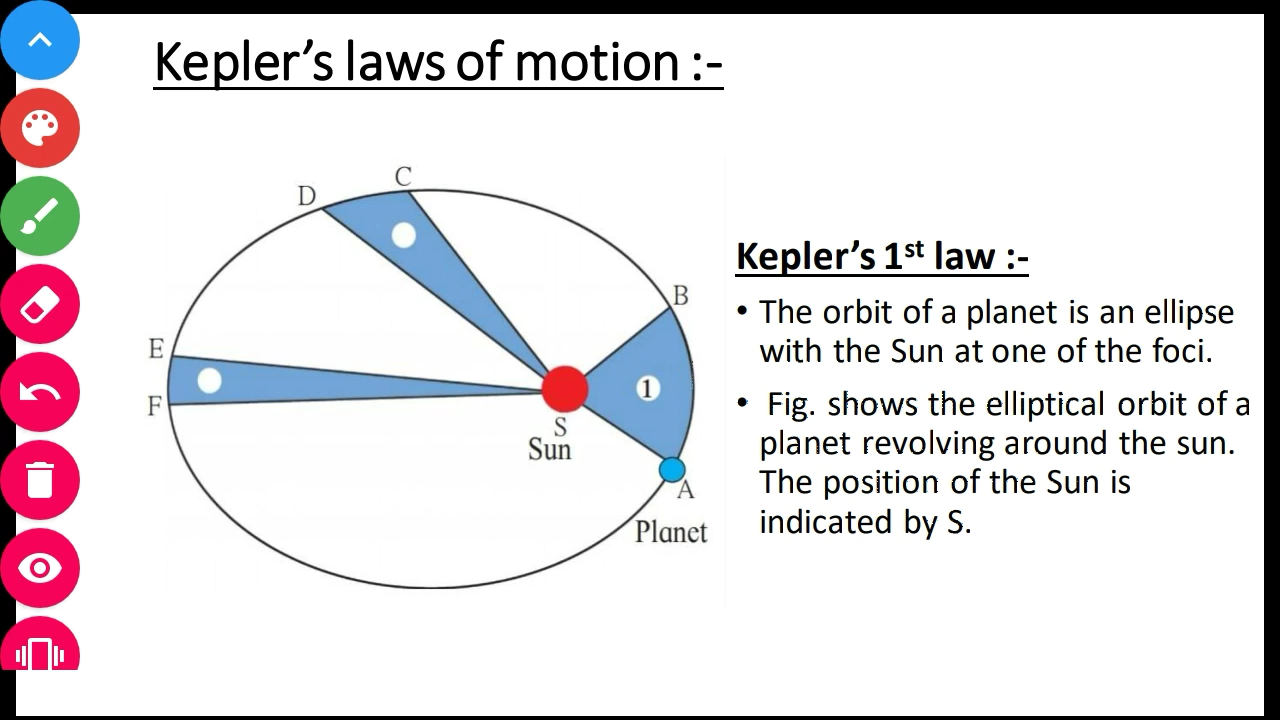 Kepler’s laws of motion :-
C
D
B
E
F
1
S
Sun
A
Planet
Kepler’s 1st law :-
• The orbit of a planet is an ellipse
with the Sun at one of the foci.
• Fig. shows the elliptical orbit of a
planet revolving around the sun.
The position of the Sun is
indicated by S.